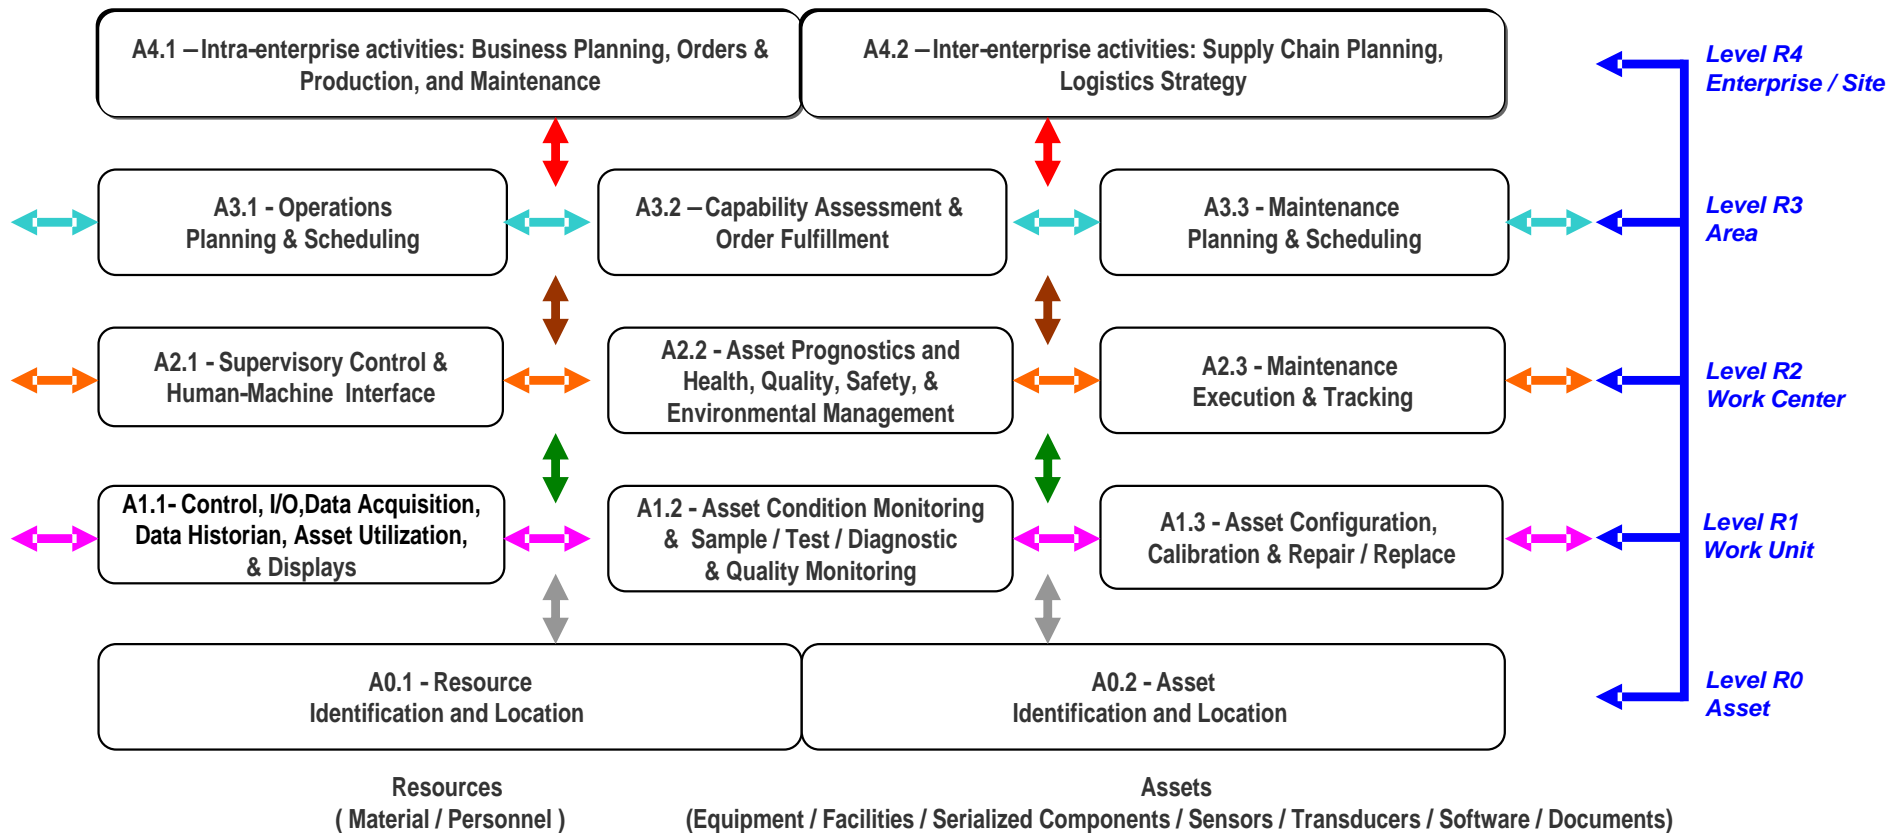 A4.1 – Intra-enterprise activities: Business Planning, Orders &
Production, and Maintenance
A4.2 – Inter-enterprise activities: Supply Chain Planning,
Logistics Strategy
Level R4
Enterprise / Site
A3.1 - Operations
Planning & Scheduling
A3.2 – Capability Assessment &
Order Fulfillment
A3.3 - Maintenance
Planning & Scheduling
Level R3
Area
A2.1 - Supervisory Control &
Human-Machine Interface
A2.2 - Asset Prognostics and
Health, Quality, Safety, &
Environmental Management
A2.3 - Maintenance
Execution & Tracking
Level R2
Work Center
A1.1- Control, I/O,Data Acquisition,
Data Historian, Asset Utilization,
& Displays
A1.2 - Asset Condition Monitoring
& Sample / Test / Diagnostic
& Quality Monitoring
A1.3 - Asset Configuration,
Calibration & Repair / Replace
Level R1
Work Unit
A0.1 - Resource
Identification and Location
A0.2 - Asset
Identification and Location
Level R0
Asset
Resources
( Material / Personnel )
Assets
(Equipment / Facilities / Serialized Components / Sensors / Transducers / Software / Documents)